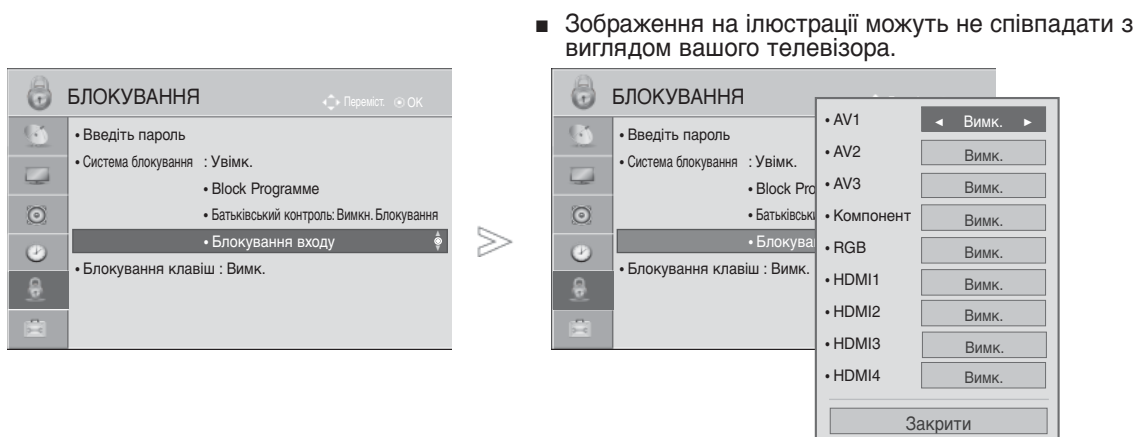 ■ Зображення на ілюстрації можуть не співпадати з
виглядом вашого телевізора.
БЛОКУВАННЯ
Переміст. OK
• Введіть пароль
• Система блокування : Увімк.
• Block Programme
• Батьківський контроль: Вимкн. Блокування
• Блокування входу
• Блокування клавіш : Вимк.
БЛОКУВАННЯ
• Введіть пароль
• Система блокування : Увімк.
• Block Pro
• Батьківськи
• Блокува
• Блокування клавіш : Вимк.
• AV1 ◄ Вимк. ►
• AV2 Вимк.
• AV3 Вимк.
• Компонент Вимк.
• RGB Вимк.
• HDMI1 Вимк.
• HDMI2 Вимк.
• HDMI3 Вимк.
• HDMI4 Вимк.
Закрити